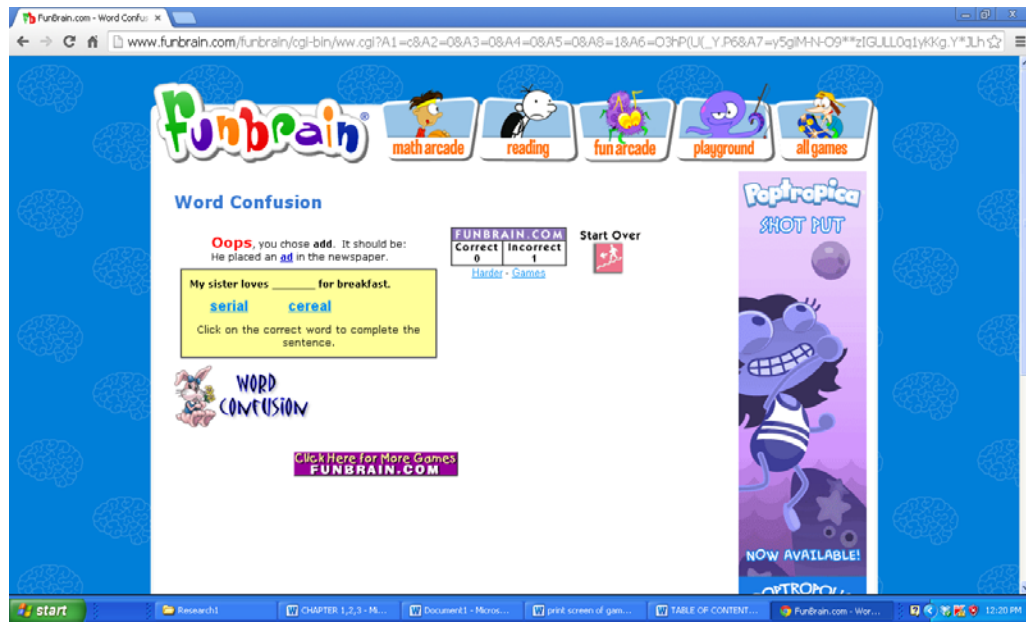 FunBrain.com - Word Confu
www.funbrain.com/funbrain/cgi-bin/ww.cgi?A1=c&A2=0&A3=0&A4=0&A5=0&A8=1&A6=O3hP(U(_Y.P6&A7=y5giM-N-O9**zIGULL0q1yKKg.Y*JLh
funbrain®
math arcade
reading
fun arcade
playground
all games
Word Confusion
Oops, you chose add. It should be:
He placed an ad in the newspaper.
My sister loves _______ for breakfast.
serial cereal
Click on the correct word to complete the
sentence.
FUNBRAIN.COM
Correct Incorrect
0 1
Harder - Games
Start Over
WORD
CONFUSION
Click Here for More Games
FUNBRAIN.COM
Poptropica
SHOT PUT
NOW AVAILABLE!
start
Research1
CHAPTER 1,2,3 - Mi...
Document1 - Micros...
print screen of gam...
TABLE OF CONTENT...
FunBrain.com - Wor...
12:20 PM